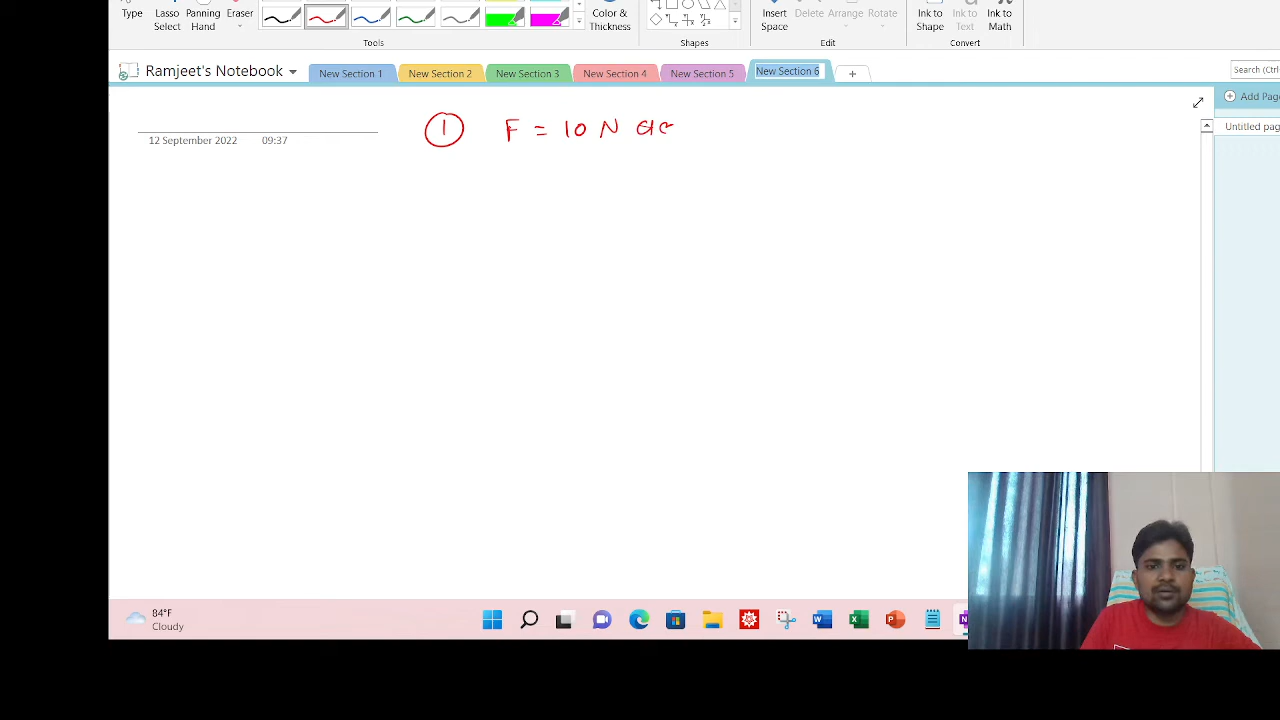 Type
Lasso Select
Panning Hand
Eraser
Color & Thickness
Insert Space
Delete
Arrange
Rotate
Ink to Shape
Ink to Text
Ink to Math
Tools
Shapes
Edit
Convert
Ramjeet's Notebook
New Section 1
New Section 2
New Section 3
New Section 4
New Section 5
New Section 6
+
Search (Ctrl
Add Page
Untitled pag
12 September 2022
09:37
1 F = 10 N
84°F
Cloudy